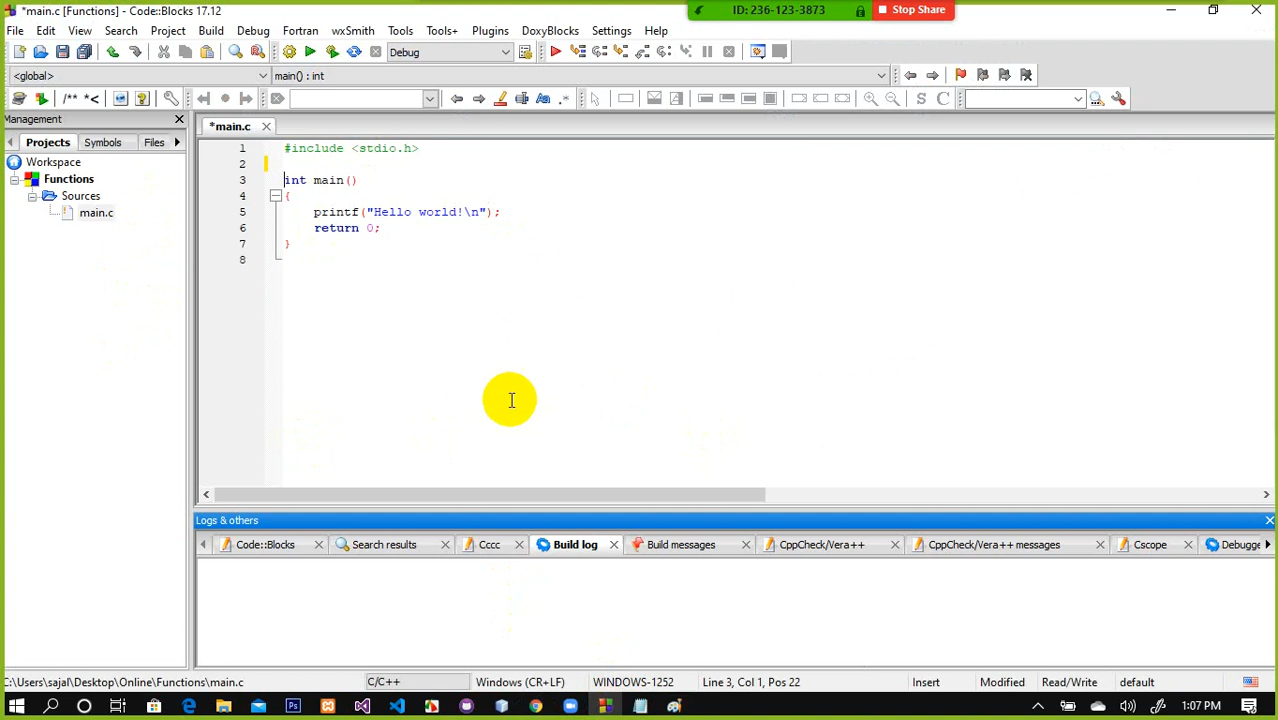 *main.c [Functions] - Code::Blocks 17.12
ID: 236-123-3873
Stop Share
File Edit View Search Project Build Debug Fortran wxSmith Tools Tools+ Plugins DoxyBlocks Settings Help
Debug
<global>
main() : int
/** *<
S C
Management
*main.c
Projects Symbols Files
Workspace
Functions
Sources
main.c
1 #include <stdio.h>
2
3 int main()
4 {
5 printf("Hello world!\n");
6 return 0;
7 }
8
Logs & others
Code::Blocks Search results Cccc Build log Build messages CppCheck/Vera++ CppCheck/Vera++ messages Cscope Debugge
C:\Users\sajal\Desktop\Online\Functions\main.c C/C++ Windows (CR+LF) WINDOWS-1252 Line 3, Col 1, Pos 22 Insert Modified Read/Write default
1:07 PM